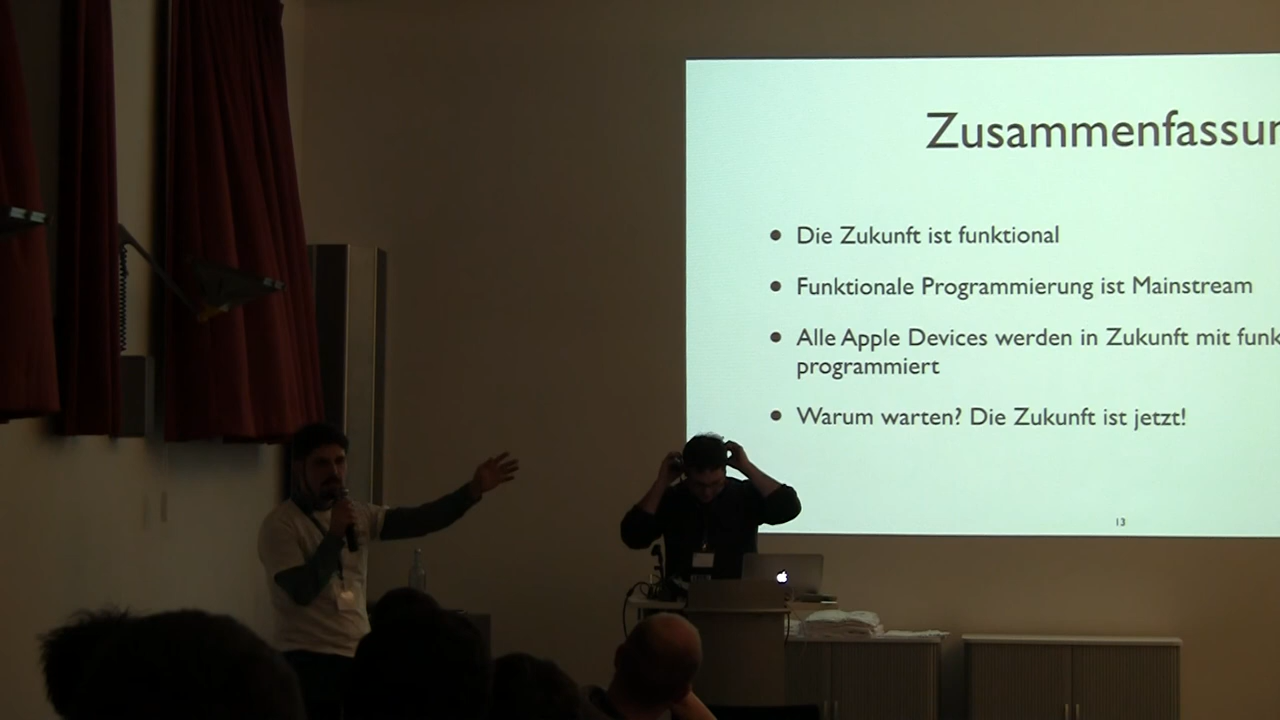 Zusammenfassur
• Die Zukunft ist funktional
• Funktionale Programmierung ist Mainstream
• Alle Apple Devices werden in Zukunft mit funk
programmiert
• Warum warten? Die Zukunft ist jetzt!
13